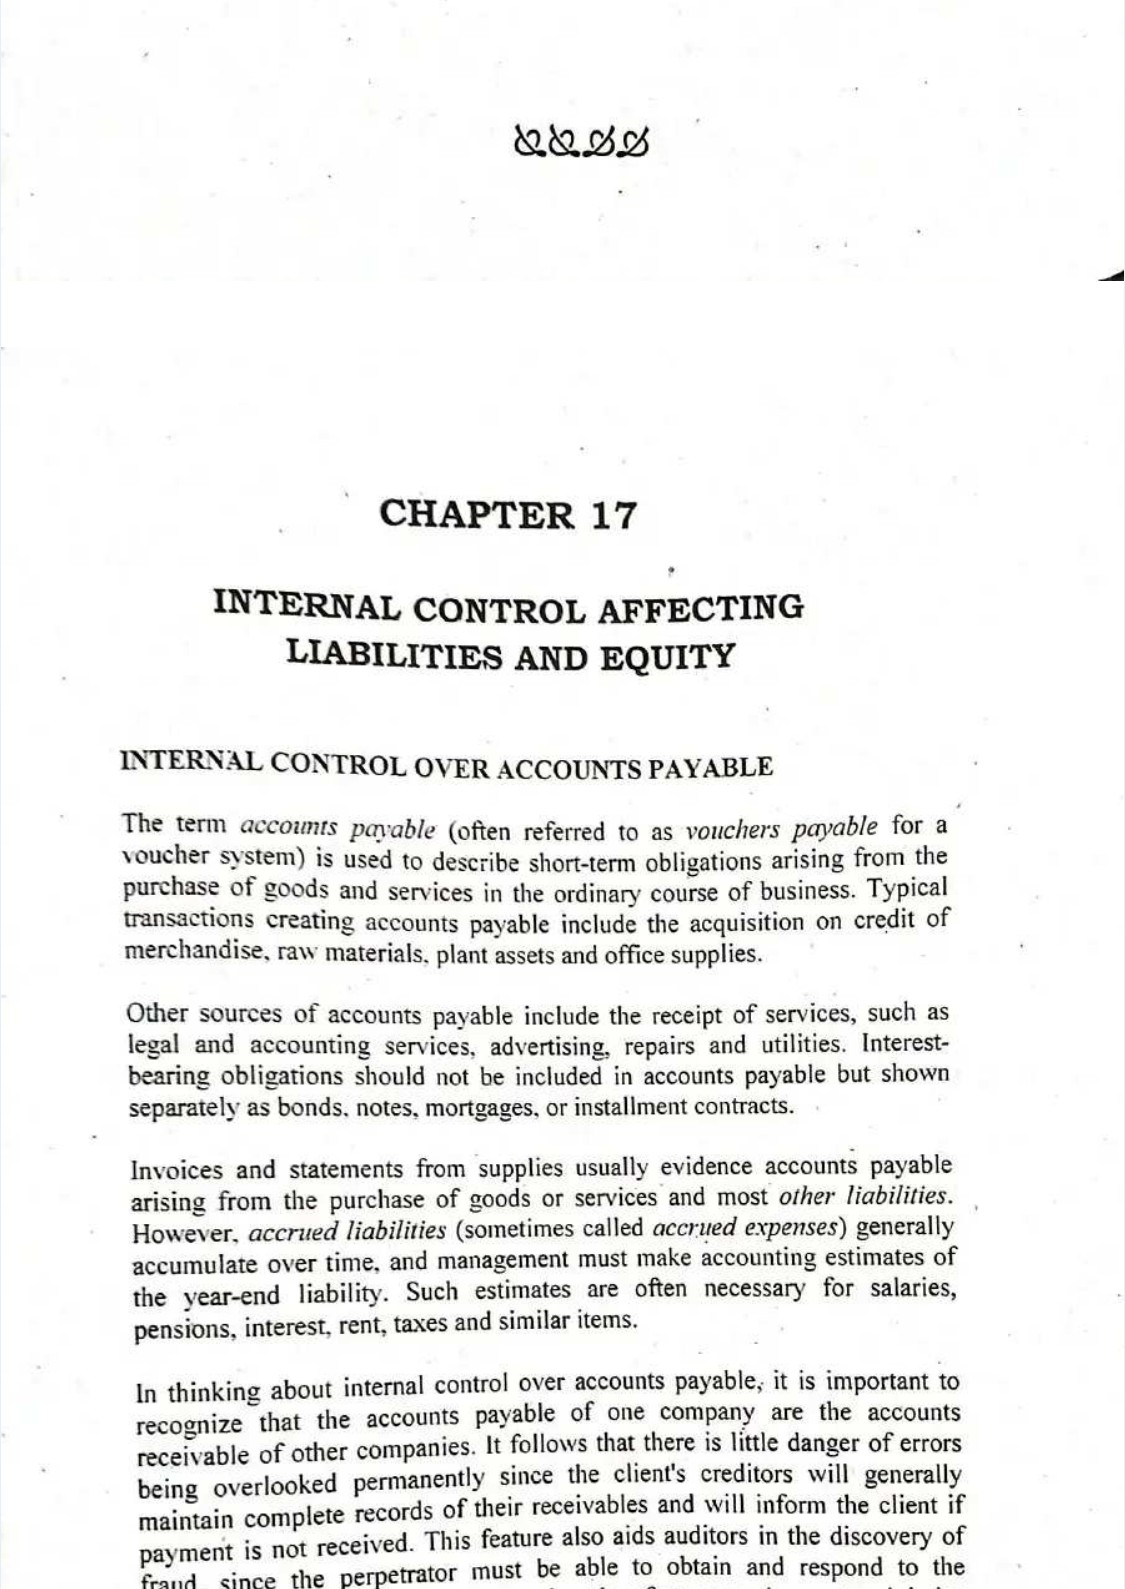 CHAPTER 17
INTERNAL CONTROL AFFECTING
LIABILITIES AND EQUITY
INTERNAL CONTROL OVER ACCOUNTS PAYABLE
The term accounts payable (often referred to as vouchers payable for a
voucher system) is used to describe short-term obligations arising from the
purchase of goods and services in the ordinary course of business. Typical
transactions creating accounts payable include the acquisition on credit of
merchandise, raw materials, plant assets and office supplies.
Other sources of accounts payable include the receipt of services, such as
legal and accounting services, advertising, repairs and utilities. Interest-
bearing obligations should not be included in accounts payable but shown
separately as bonds, notes, mortgages, or installment contracts.
Invoices and statements from supplies usually evidence accounts payable
arising from the purchase of goods or services and most other liabilities.
However, accrued liabilities (sometimes called accrued expenses) generally
accumulate over time, and management must make accounting estimates of
the year-end liability. Such estimates are often necessary for salaries,
pensions, interest, rent, taxes and similar items.
In thinking about internal control over accounts payable, it is important to
recognize that the accounts payable of one company are the accounts
receivable of other companies. It follows that there is little danger of errors
being overlooked permanently since the client's creditors will generally
maintain complete records of their receivables and will inform the client if
payment is not received. This feature also aids auditors in the discovery of
fraud, since the perpetrator must be able to obtain and respond to the